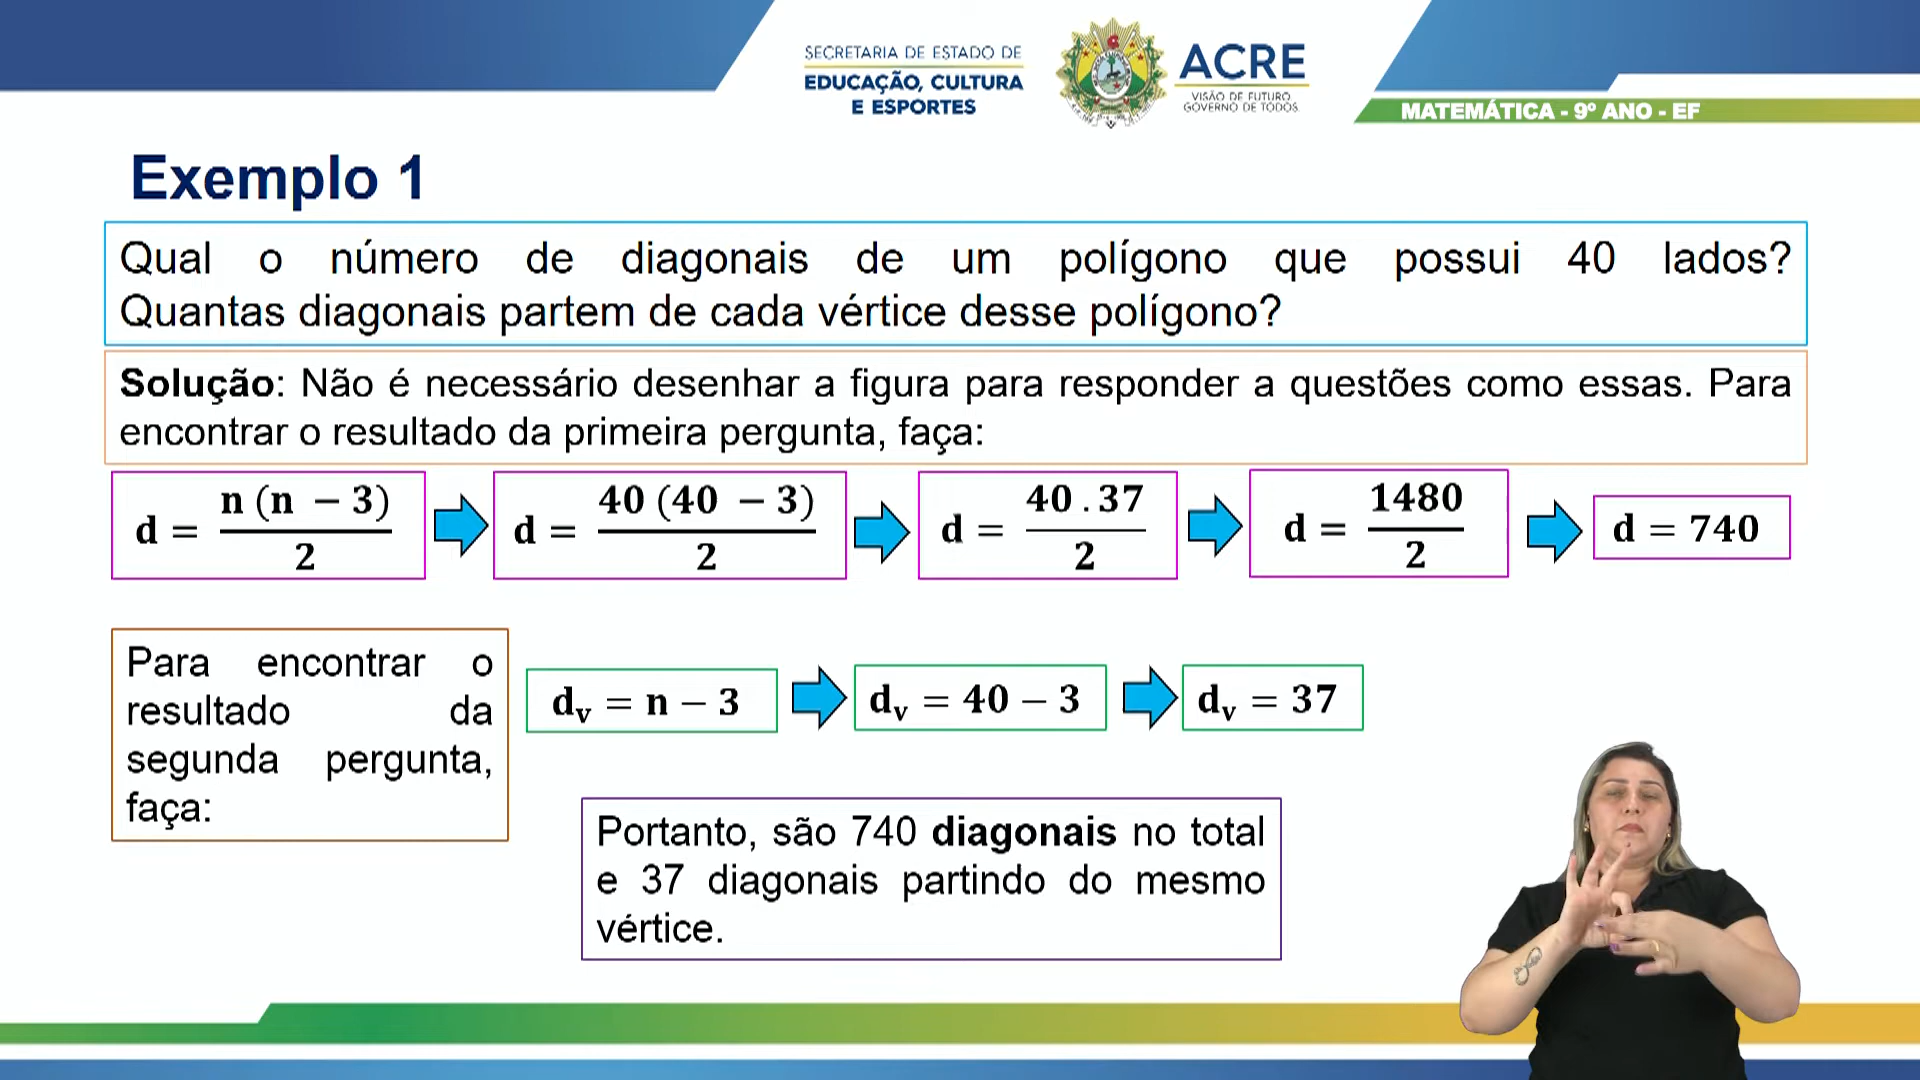 SECRETARIA DE ESTADO DE
EDUCAÇÃO, CULTURA
E ESPORTES
ACRE
VISÃO DE FUTURO
GOVERNO DE TODOS
MATEMÁTICA - 9º ANO - EF
Exemplo 1
Qual o número de diagonais de um polígono que possui 40 lados?
Quantas diagonais partem de cada vértice desse polígono?
Solução: Não é necessário desenhar a figura para responder a questões como essas. Para
encontrar o resultado da primeira pergunta, faça:
d = n (n − 3) / 2
d = 40 (40 − 3) / 2
d = 40 . 37 / 2
d = 1480 / 2
d = 740
Para encontrar o
resultado da
segunda pergunta,
faça:
dᵥ = n − 3
dᵥ = 40 − 3
dᵥ = 37
Portanto, são 740 diagonais no total
e 37 diagonais partindo do mesmo
vértice.